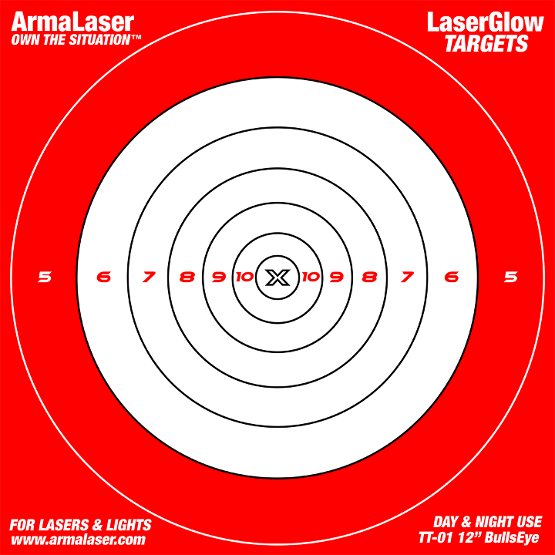 ArmaLaser
OWN THE SITUATION™
LaserGlow
TARGETS
5 6 7 8 9 10 X 10 9 8 7 6 5
FOR LASERS & LIGHTS
www.armalaser.com
DAY & NIGHT USE
TT-01 12" BullsEye